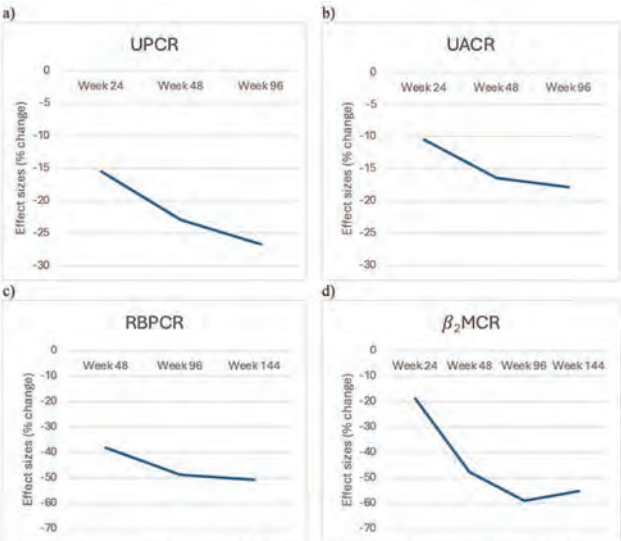 a)
UPCR
Effect sizes (% change)
0
-5
-10
-15
-20
-25
-30
Week 24 Week 48 Week 96
b)
UACR
Effect sizes (% change)
0
-5
-10
-15
-20
-25
-30
Week 24 Week 48 Week 96
c)
RBPCR
Effect sizes (% change)
0
-10
-20
-30
-40
-50
-60
-70
Week 48 Week 96 Week 144
d)
β₂MCR
Effect sizes (% change)
0
-10
-20
-30
-40
-50
-60
-70
Week 24 Week 48 Week 96 Week 144